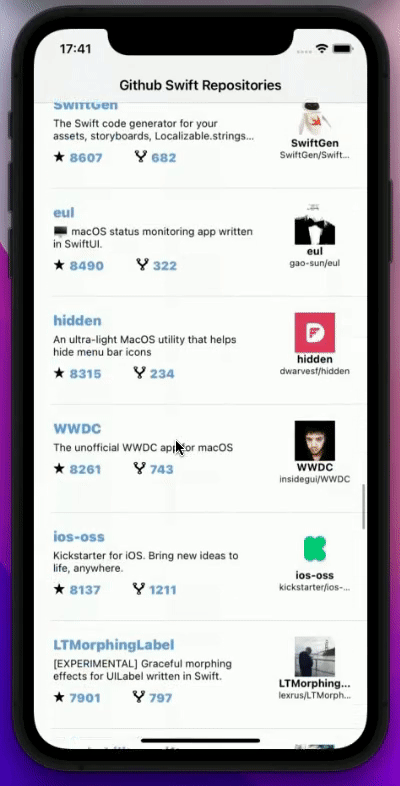 17:41
Github Swift Repositories
SwiftGen
The Swift code generator for your
assets, storyboards, Localizable.strings...
8607 682
SwiftGen
SwiftGen/Swift...
eul
macOS status monitoring app written
in SwiftUI.
8490 322
eul
gao-sun/eul
hidden
An ultra-light MacOS utility that helps
hide menu bar icons
8315 234
hidden
dwarvesf/hidden
WWDC
The unofficial WWDC app for macOS
8261 743
WWDC
insidegui/WWDC
ios-oss
Kickstarter for iOS. Bring new ideas to
life, anywhere.
8137 1211
ios-oss
kickstarter/ios-...
LTMorphingLabel
[EXPERIMENTAL] Graceful morphing
effects for UILabel written in Swift.
7901 797
LTMorphing...
lexrus/LTMorph...